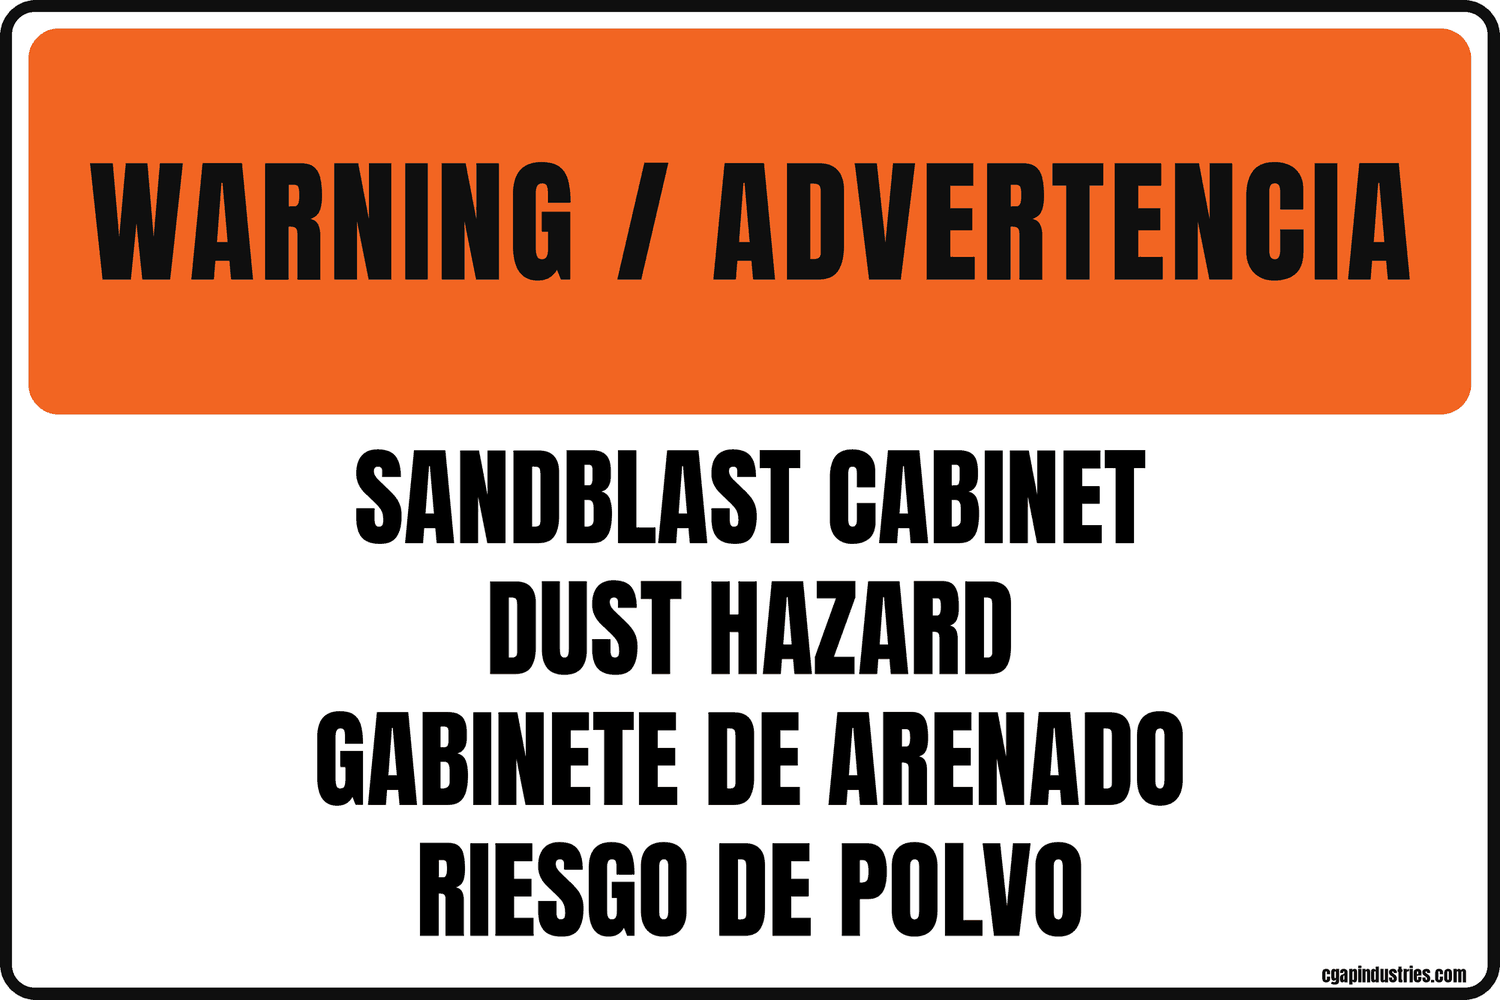 WARNING / ADVERTENCIA
SANDBLAST CABINET
DUST HAZARD
GABINETE DE ARENADO
RIESGO DE POLVO
cgapindustries.com